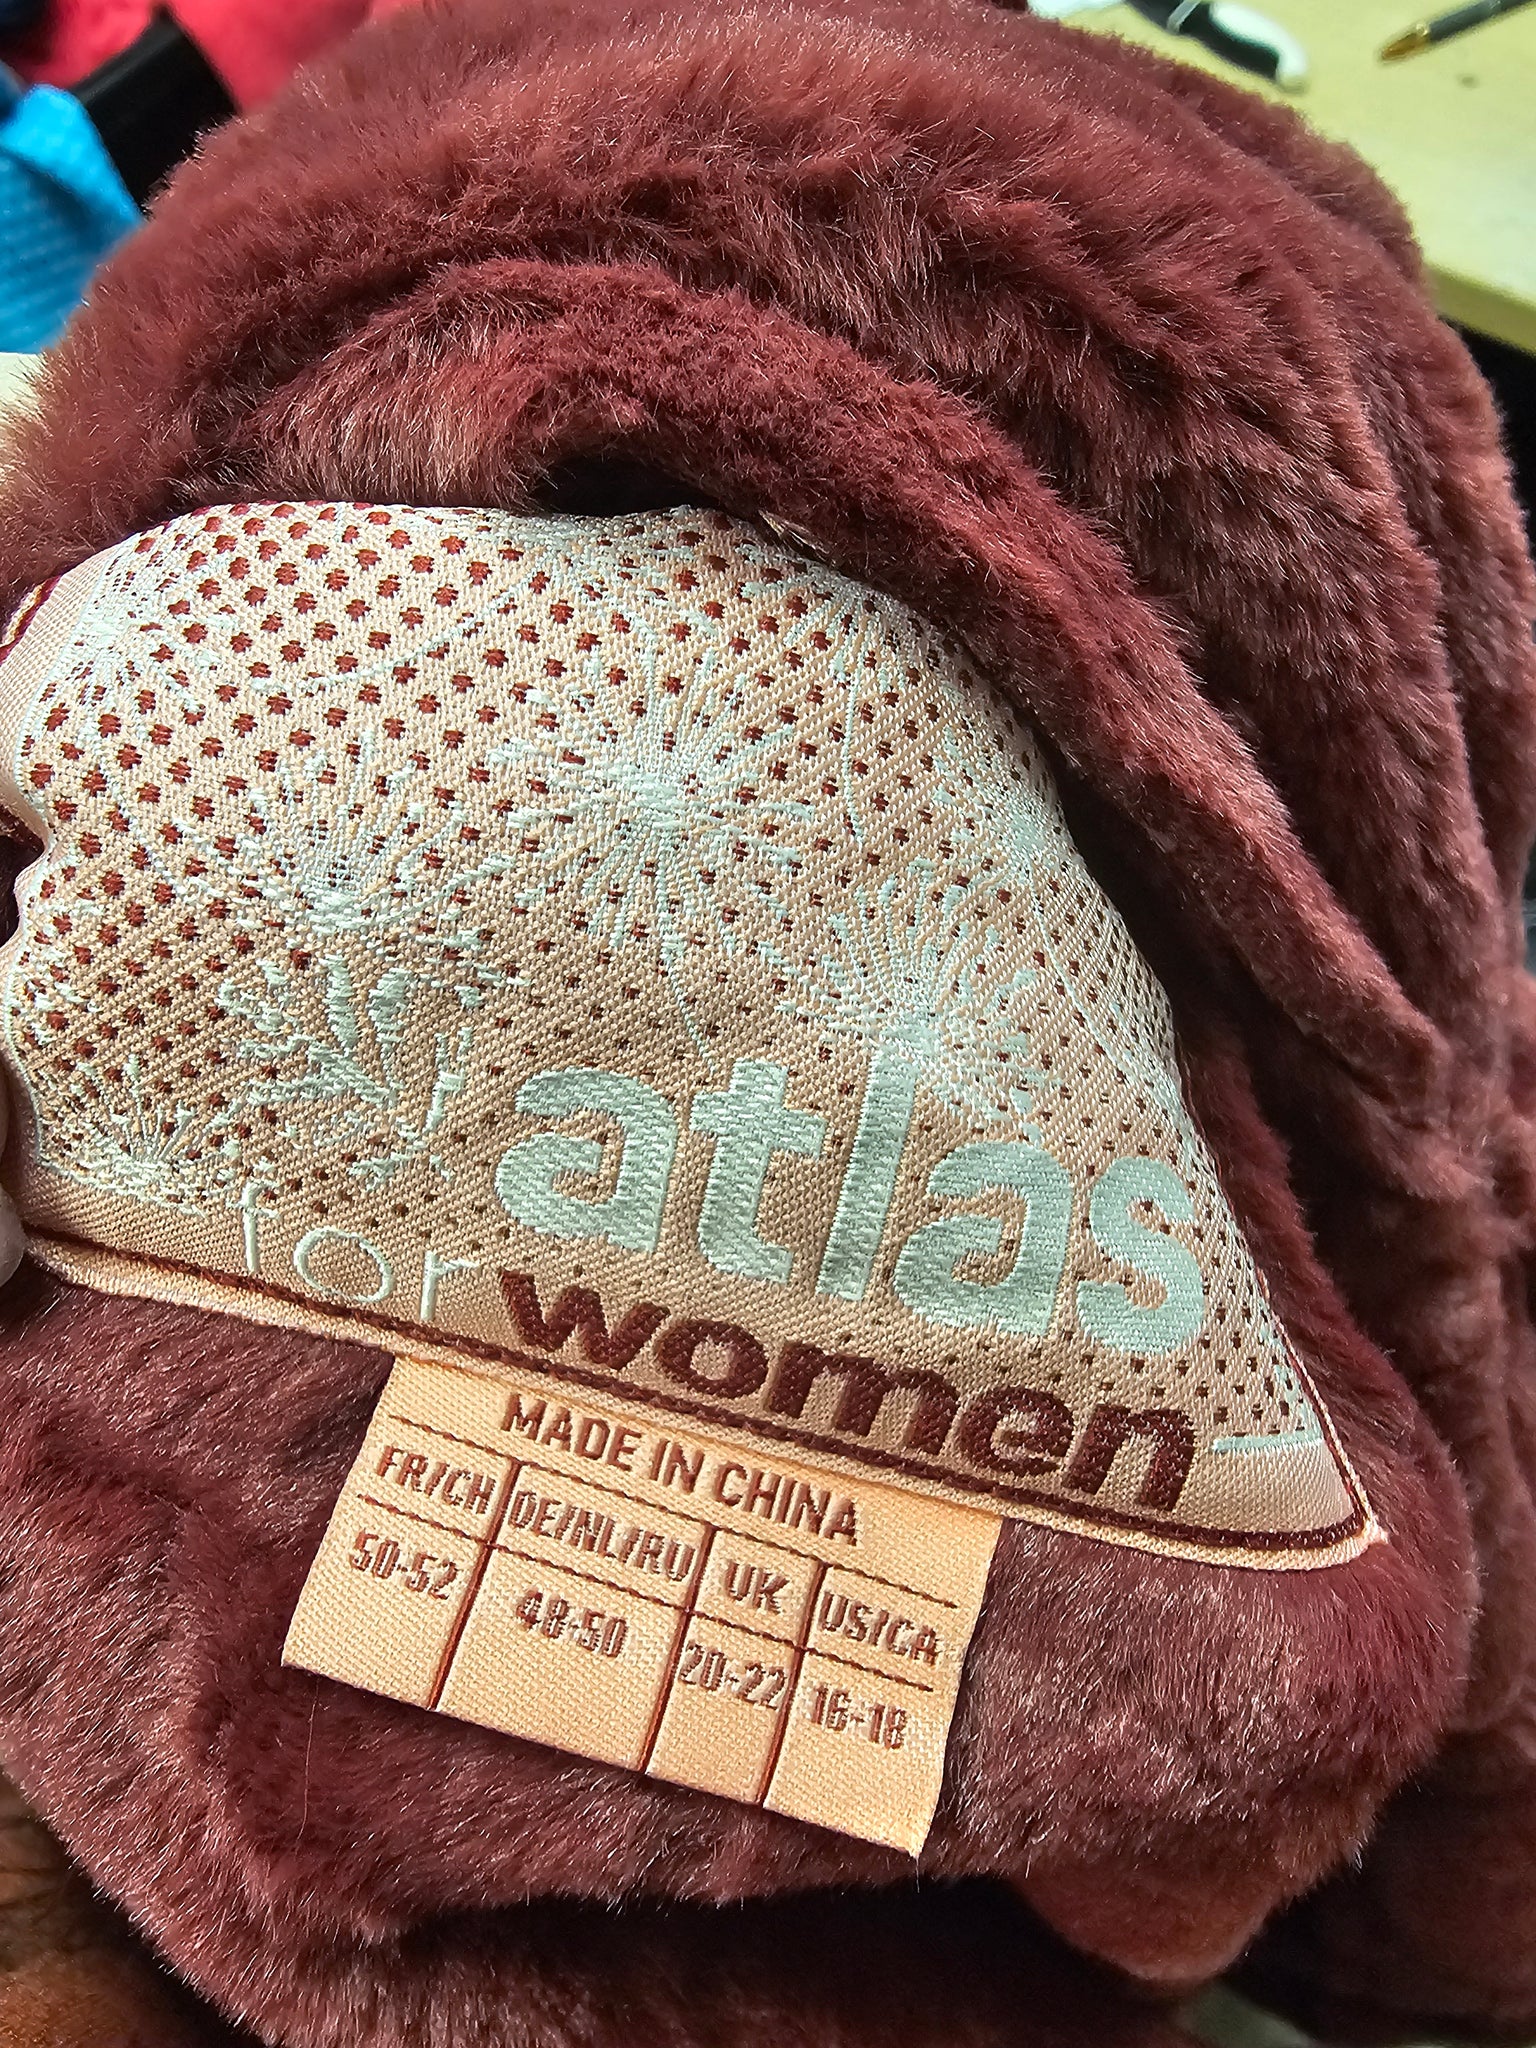 atlas
for women
MADE IN CHINA
FR/CH DE/NL/RU UK US/CA
50-52 48-50 20-22 16-18